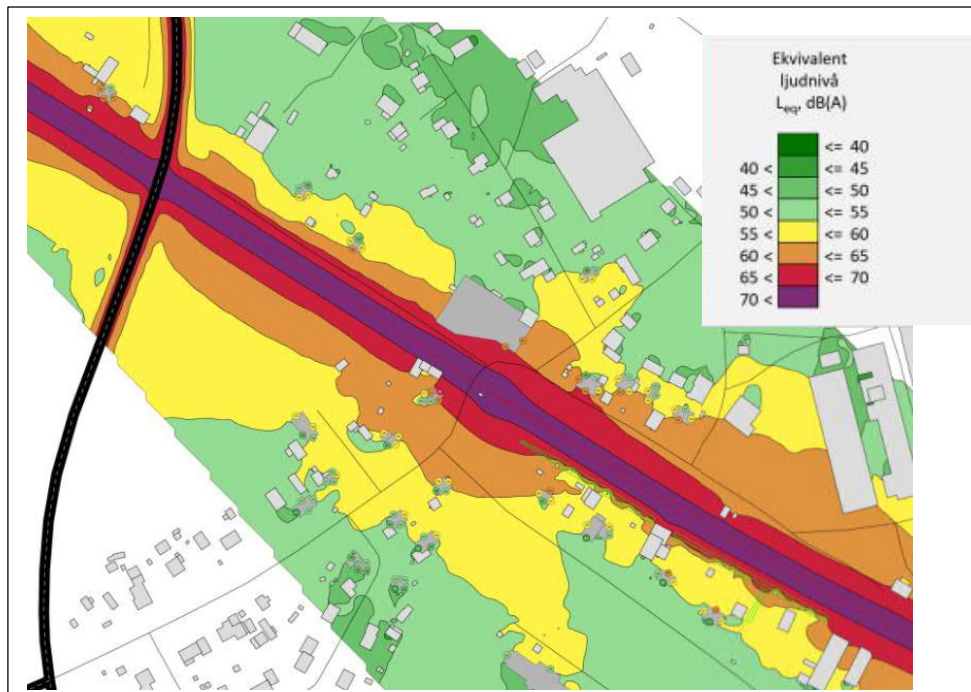 Ekvivalent
ljudnivå
Leq, dB(A)
<= 40
40 < <= 45
45 < <= 50
50 < <= 55
55 < <= 60
60 < <= 65
65 < <= 70
70 <